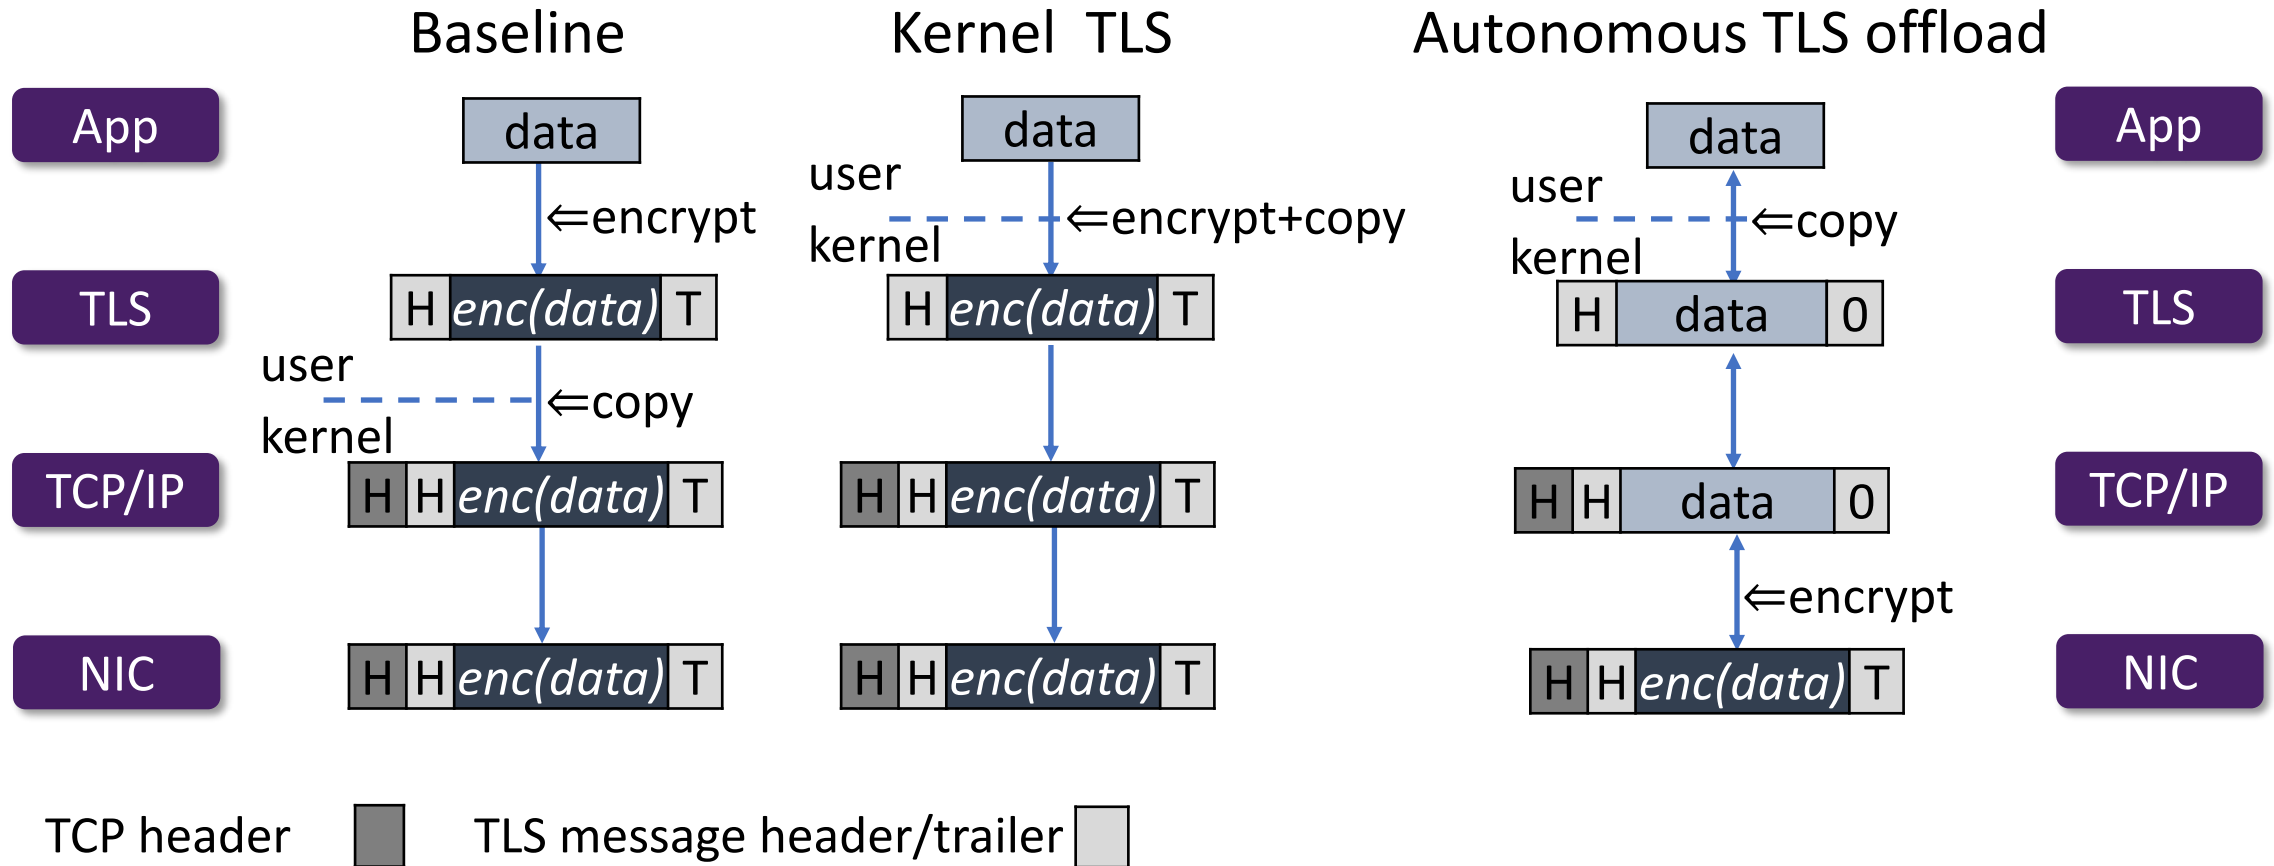 Baseline Kernel TLS Autonomous TLS offload
App data data data App
user
⇐encrypt ⇐encrypt+copy
kernel
user
⇐copy
kernel
TLS H enc(data) T H enc(data) T H data 0 TLS
user
⇐copy
kernel
TCP/IP H H enc(data) T H H enc(data) T H H data 0 TCP/IP
⇐encrypt
NIC H H enc(data) T H H enc(data) T H H enc(data) T NIC
TCP header TLS message header/trailer